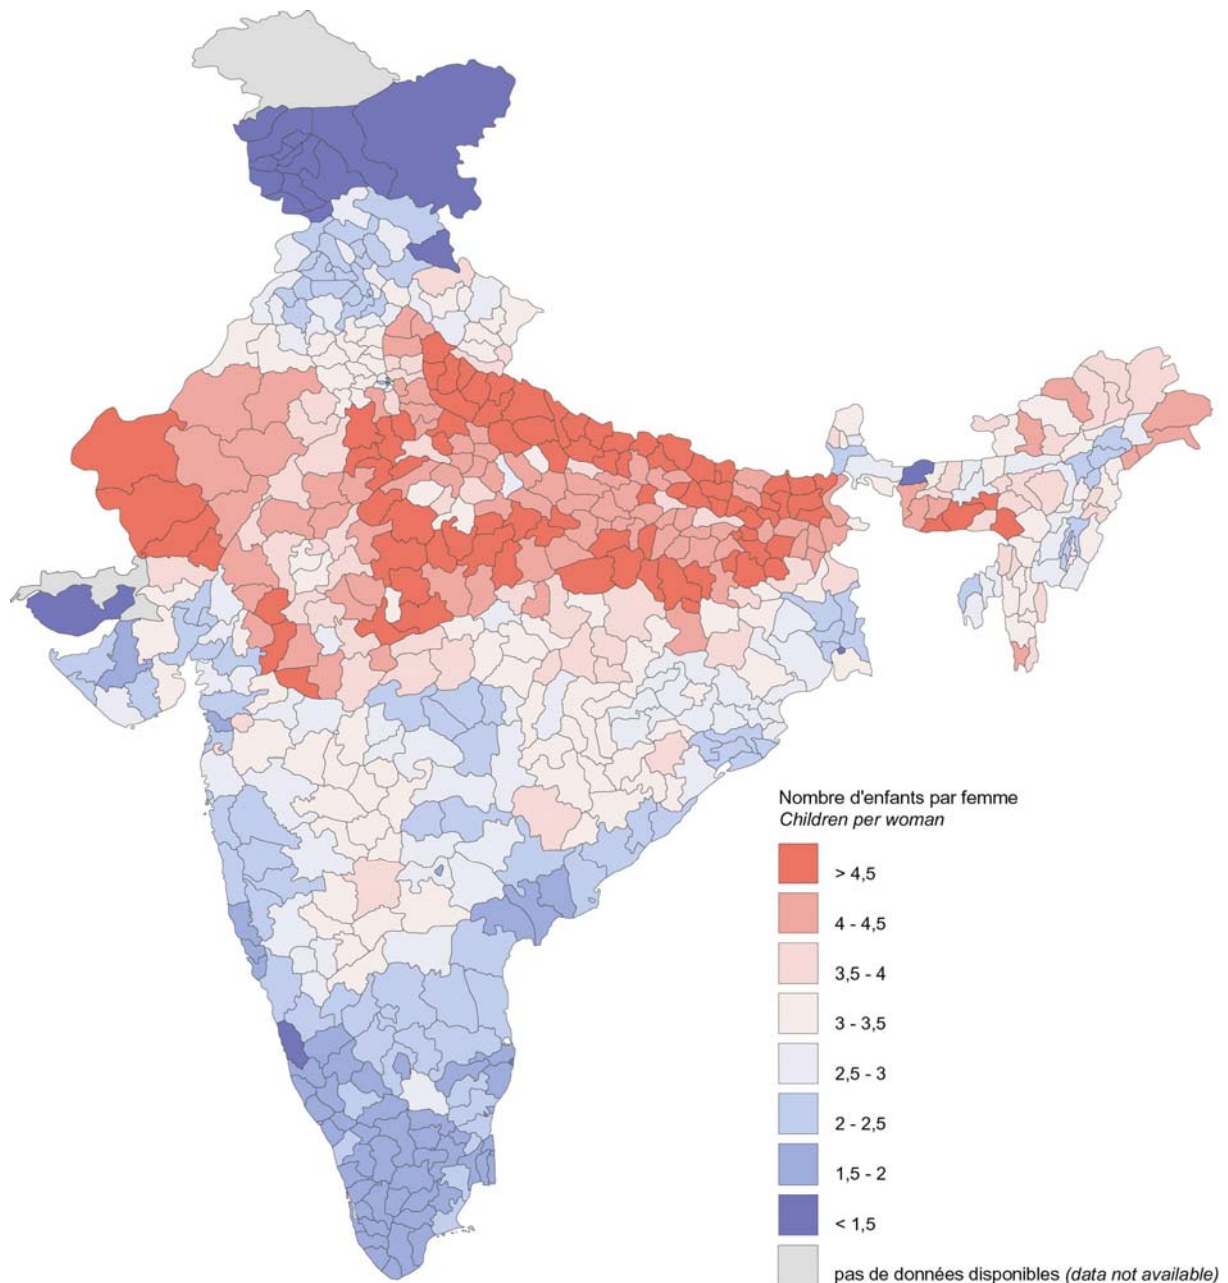 Nombre d'enfants par femme
Children per woman
> 4,5
4 - 4,5
3,5 - 4
3 - 3,5
2,5 - 3
2 - 2,5
1,5 - 2
< 1,5
pas de données disponibles (data not available)